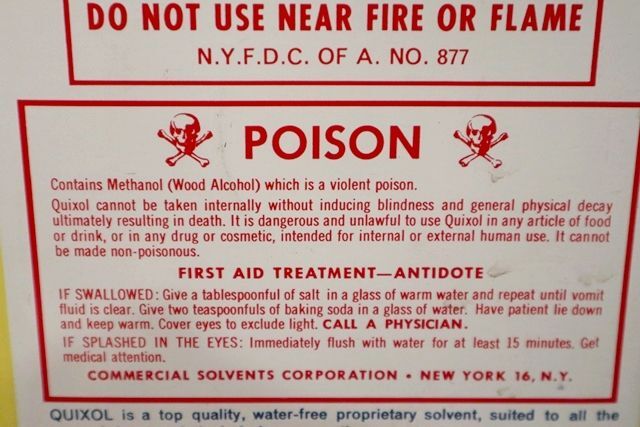 DO NOT USE NEAR FIRE OR FLAME
N.Y.F.D.C. OF A. NO. 877
POISON
Contains Methanol (Wood Alcohol) which is a violent poison.
Quixol cannot be taken internally without inducing blindness and general physical decay
ultimately resulting in death. It is dangerous and unlawful to use Quixol in any article of food
or drink, or in any drug or cosmetic, intended for internal or external human use. It cannot
be made non-poisonous.
FIRST AID TREATMENT—ANTIDOTE
IF SWALLOWED: Give a tablespoonful of salt in a glass of warm water and repeat until vomit
fluid is clear. Give two teaspoonfuls of baking soda in a glass of water. Have patient lie down
and keep warm. Cover eyes to exclude light. CALL A PHYSICIAN.
IF SPLASHED IN THE EYES: Immediately flush with water for at least 15 minutes. Get
medical attention.
COMMERCIAL SOLVENTS CORPORATION • NEW YORK 16, N.Y.
QUIXOL is a top quality, water-free proprietary solvent, suited to all the